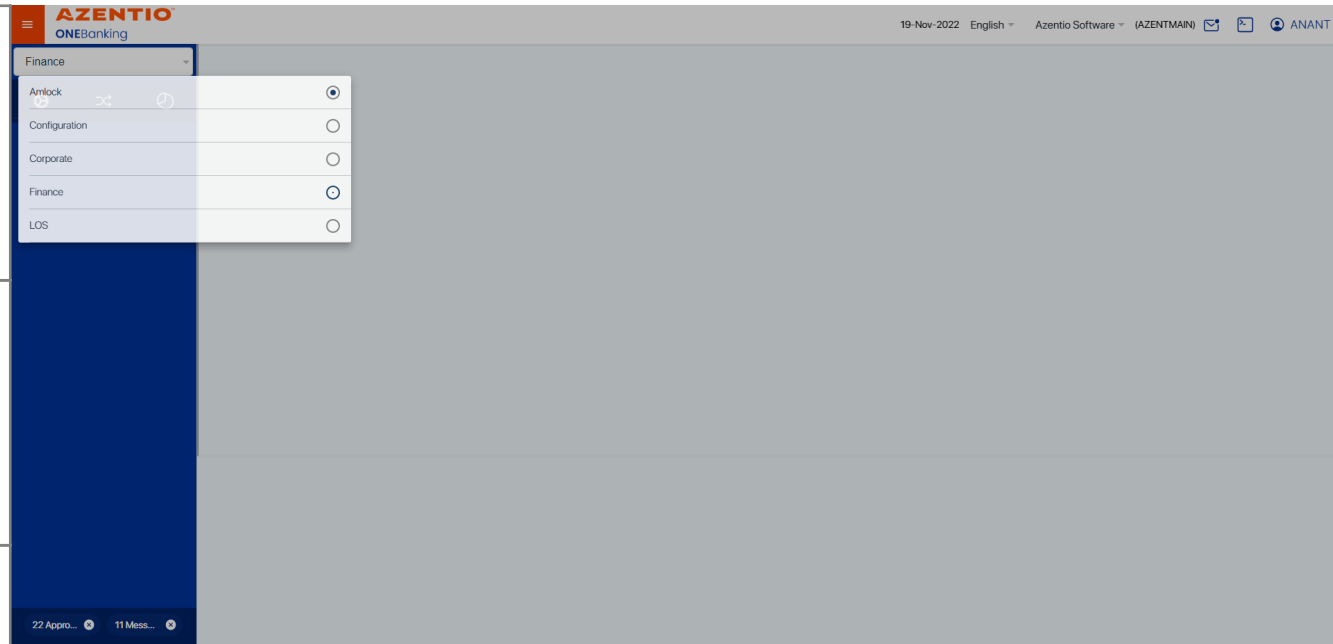 AZENTIO™
ONEBanking
19-Nov-2022 English Azentio Software (AZENTMAIN) ANANT
Finance
Amlock
Configuration
Corporate
Finance
LOS
22 Appro... 11 Mess...